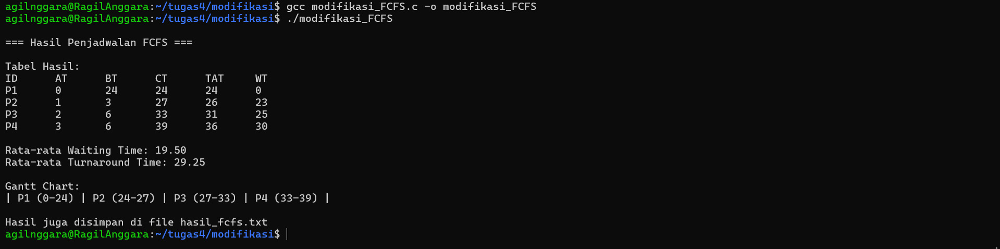 agilnggara@RagilAnggara:~/tugas4/modifikasi$ gcc modifikasi_FCFS.c -o modifikasi_FCFS
agilnggara@RagilAnggara:~/tugas4/modifikasi$ ./modifikasi_FCFS
=== Hasil Penjadwalan FCFS ===
Tabel Hasil:
ID AT BT CT TAT WT
P1 0 24 24 24 0
P2 1 3 27 26 23
P3 2 6 33 31 25
P4 3 6 39 36 30
Rata-rata Waiting Time: 19.50
Rata-rata Turnaround Time: 29.25
Gantt Chart:
| P1 (0-24) | P2 (24-27) | P3 (27-33) | P4 (33-39) |
Hasil juga disimpan di file hasil_fcfs.txt
agilnggara@RagilAnggara:~/tugas4/modifikasi$